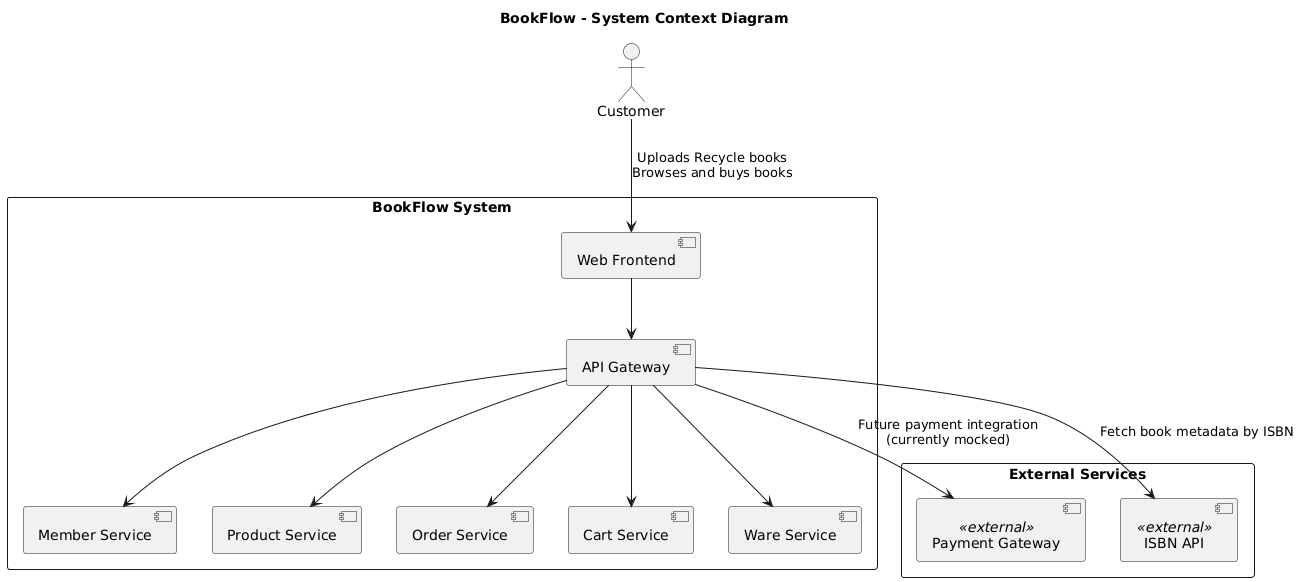 BookFlow - System Context Diagram
Customer
Uploads Recycle books
Browses and buys books
BookFlow System
Web Frontend
API Gateway
Future payment integration
(currently mocked)
Fetch book metadata by ISBN
External Services
Member Service
Product Service
Order Service
Cart Service
Ware Service
«external»
Payment Gateway
«external»
ISBN API